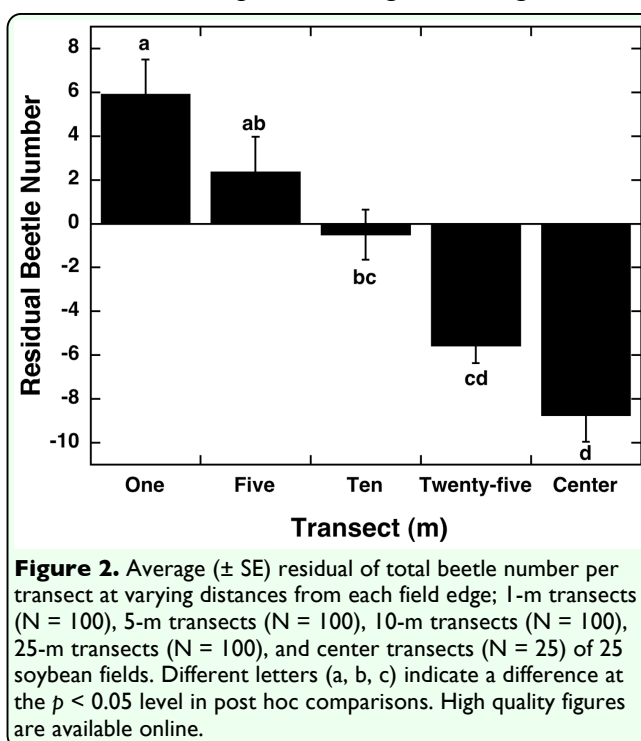 8
6
4
2
0
-2
-4
-6
-8
-10
Residual Beetle Number
a
ab
bc
cd
d
One Five Ten Twenty-five Center
Transect (m)
Figure 2. Average (± SE) residual of total beetle number per
transect at varying distances from each field edge; 1-m transects
(N = 100), 5-m transects (N = 100), 10-m transects (N = 100),
25-m transects (N = 100), and center transects (N = 25) of 25
soybean fields. Different letters (a, b, c) indicate a difference at
the p < 0.05 level in post hoc comparisons. High quality figures
are available online.